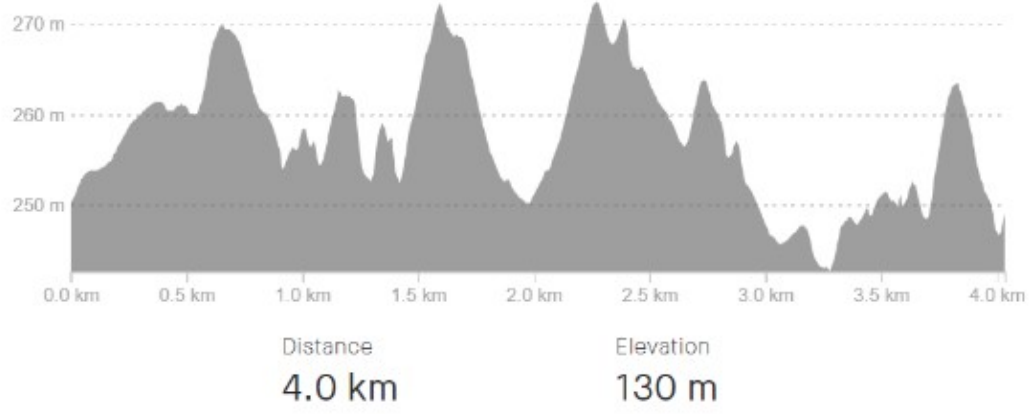 270 m
260 m
250 m
0.0 km 0.5 km 1.0 km 1.5 km 2.0 km 2.5 km 3.0 km 3.5 km 4.0 km
Distance Elevation
4.0 km 130 m